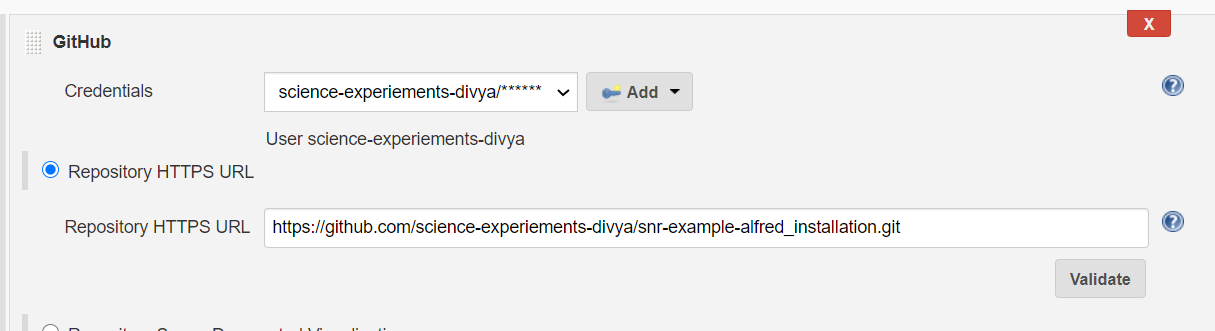 X
GitHub
Credentials science-experiements-divya/****** Add
User science-experiements-divya
Repository HTTPS URL
Repository HTTPS URL https://github.com/science-experiements-divya/snr-example-alfred_installation.git
Validate